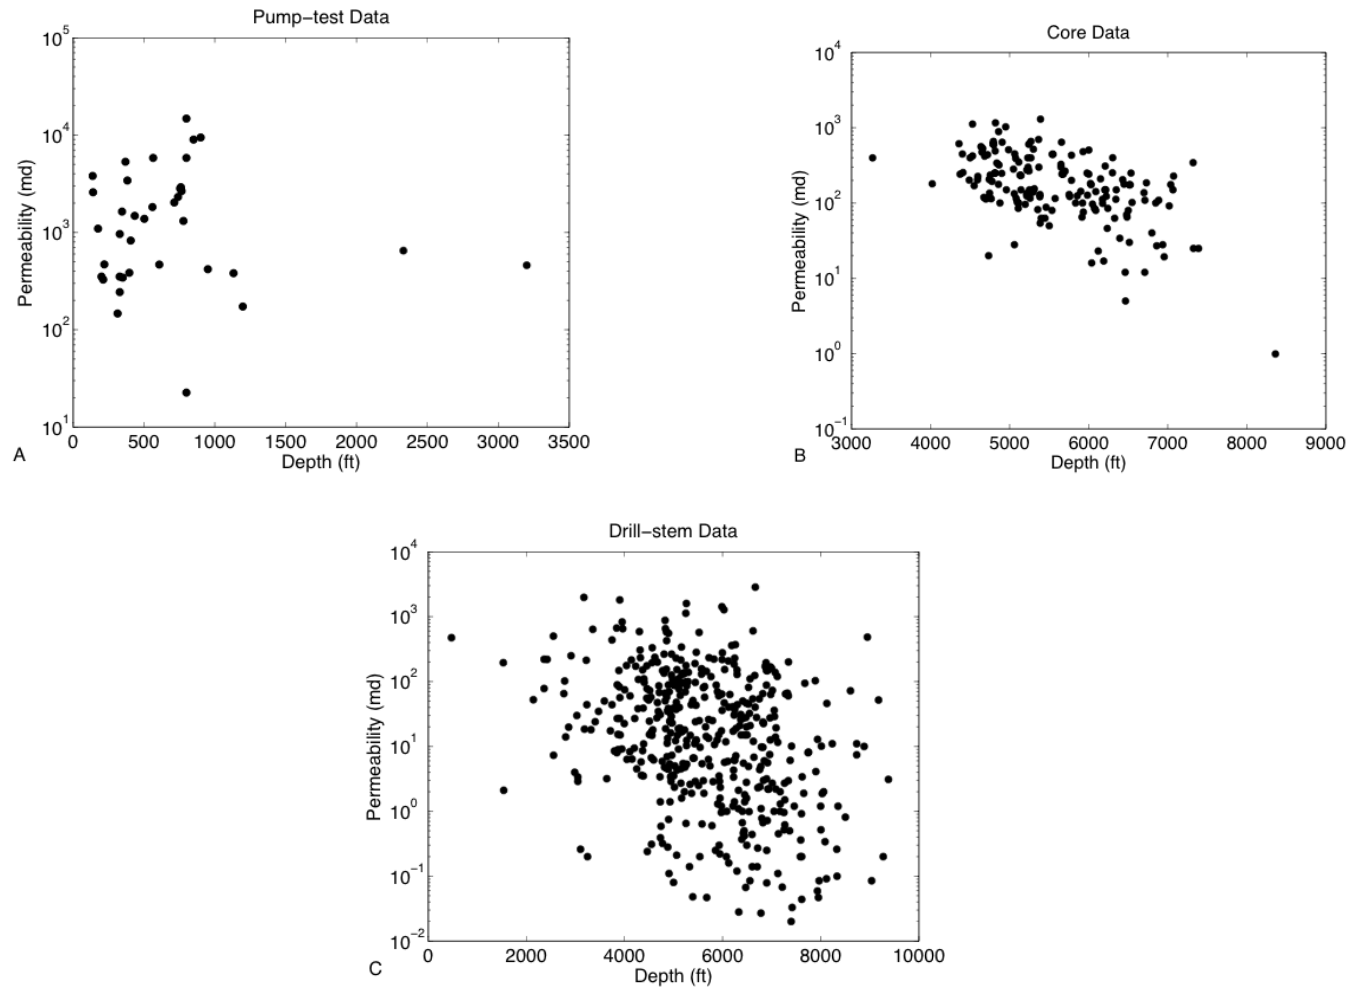 Pump−test Data
10^5
10^4
10^3
10^2
10^1
Permeability (md)
0 500 1000 1500 2000 2500 3000 3500
Depth (ft)
A
Core Data
10^4
10^3
10^2
10^1
10^0
10^−1
Permeability (md)
3000 4000 5000 6000 7000 8000 9000
Depth (ft)
B
Drill−stem Data
10^4
10^3
10^2
10^1
10^0
10^−1
10^−2
Permeability (md)
0 2000 4000 6000 8000 10000
Depth (ft)
C